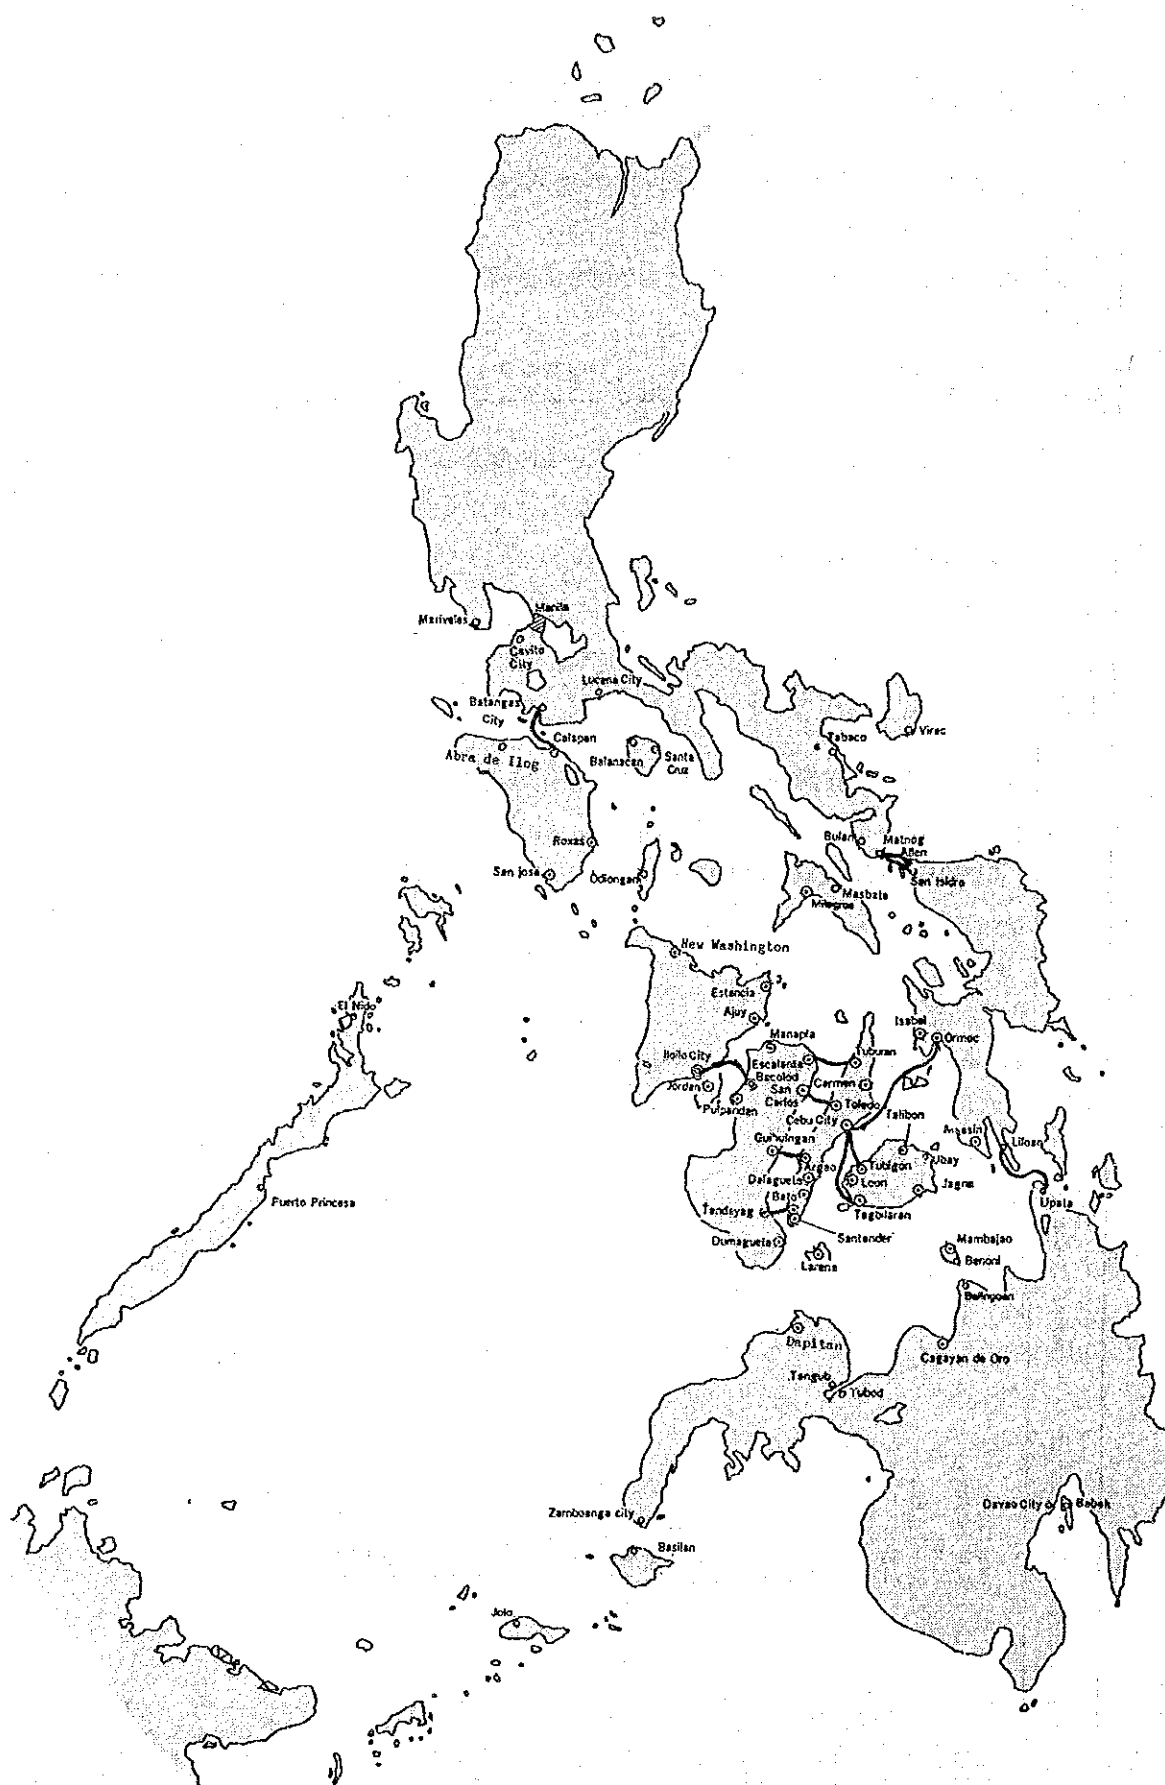 Manila
Mariveles
Cavite
City
Lucena City
Batangas
City
Calapan
Abra de Ilog
Balanacan
Santa
Cruz
Virac
Tabaco
Roxas
San jose
Odiongan
Bulan
Matnog
Allen
San Isidro
Masbate
Milagros
New Washington
Estancia
Ajuy
El Nido
Manapla
Isabel
Ormoc
Iloilo City
Escalante
Tuburan
Bacolod
Jordan
San
Carlos
Carmen
Pulpandan
Toledo
Cebu City
Talibon
Guihulngan
Maasin
Liloan
Argao
Tubigon
Ubay
Dalaguete
Leon
Jagna
Bato
Tandayag
Tagbilaran
Lipata
Puerto Princesa
Santander
Dumaguete
Larena
Mambajao
Benoni
Balingoan
Dapitan
Cagayan de Oro
Tangub
Tubod
Zamboanga city
Davao City
Babak
Basilan
Jolo